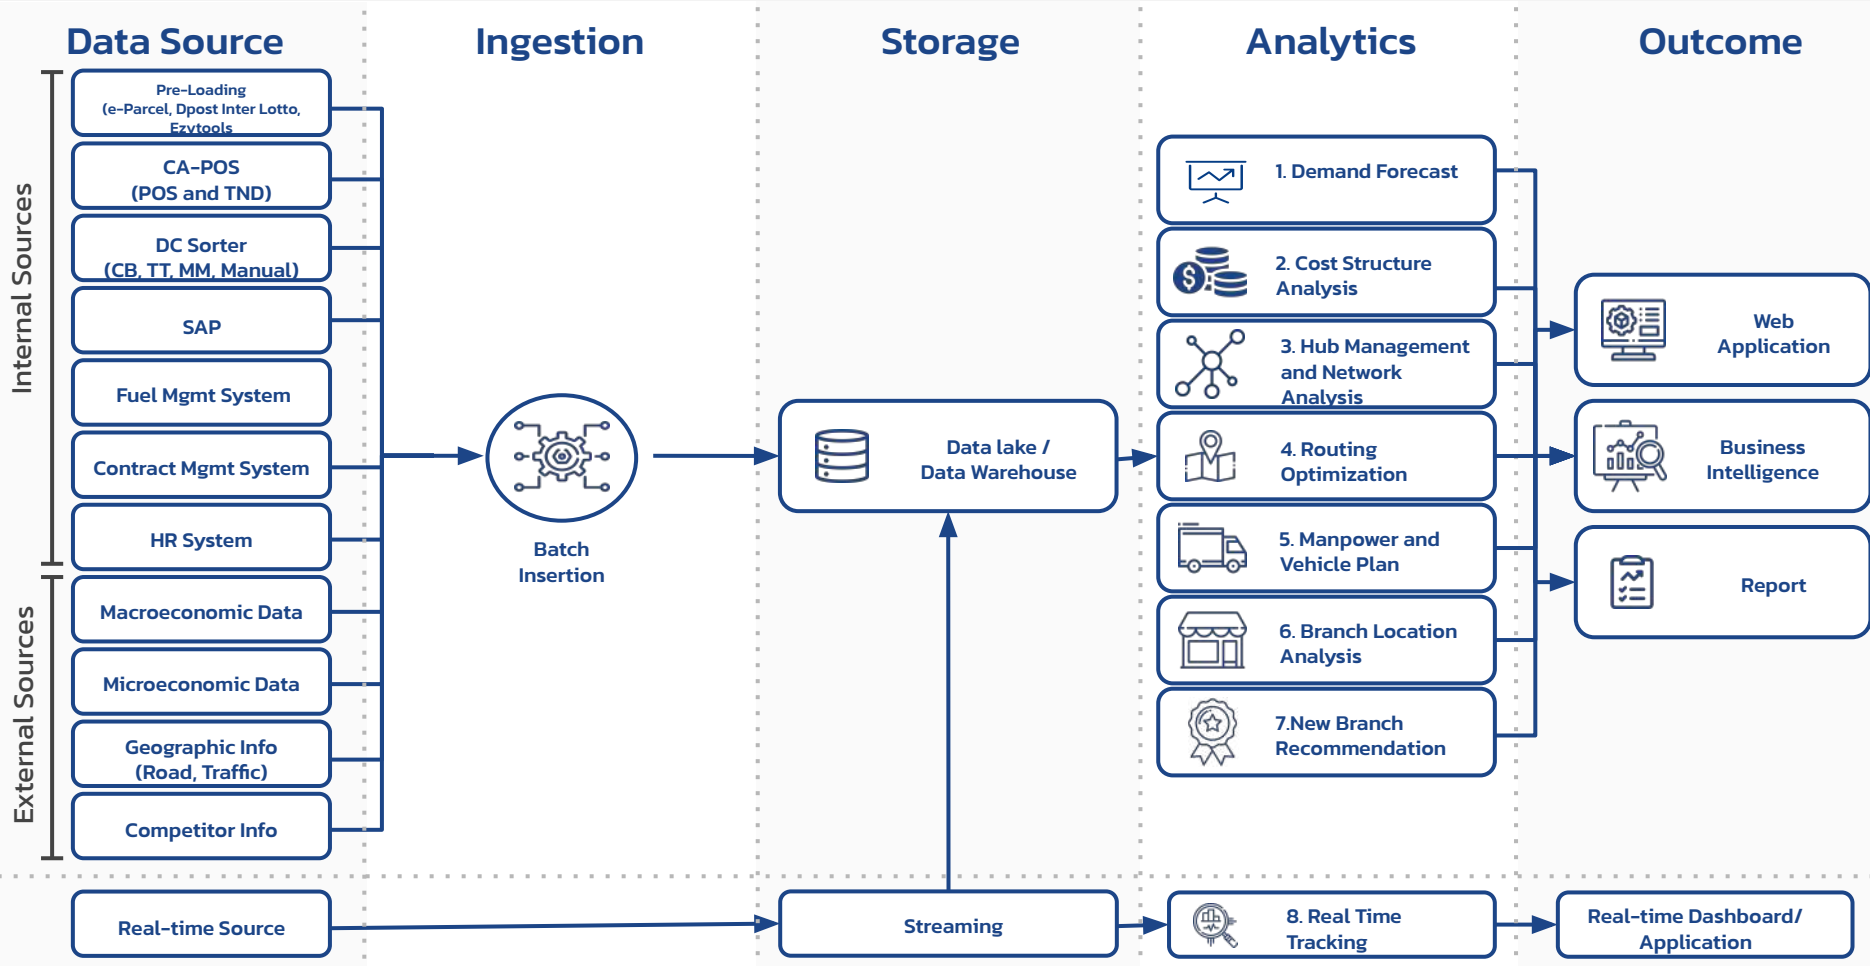 Data Source
Ingestion
Storage
Analytics
Outcome
Internal Sources
Pre-Loading
(e-Parcel, Dpost Inter Lotto,
Ezytools
CA-POS
(POS and TND)
DC Sorter
(CB, TT, MM, Manual)
SAP
Fuel Mgmt System
Contract Mgmt System
HR System
External Sources
Macroeconomic Data
Microeconomic Data
Geographic Info
(Road, Traffic)
Competitor Info
Batch
Insertion
Data lake /
Data Warehouse
1. Demand Forecast
2. Cost Structure
Analysis
3. Hub Management
and Network
Analysis
4. Routing
Optimization
5. Manpower and
Vehicle Plan
6. Branch Location
Analysis
7.New Branch
Recommendation
Web
Application
Business
Intelligence
Report
Real-time Source
Streaming
8. Real Time
Tracking
Real-time Dashboard/
Application